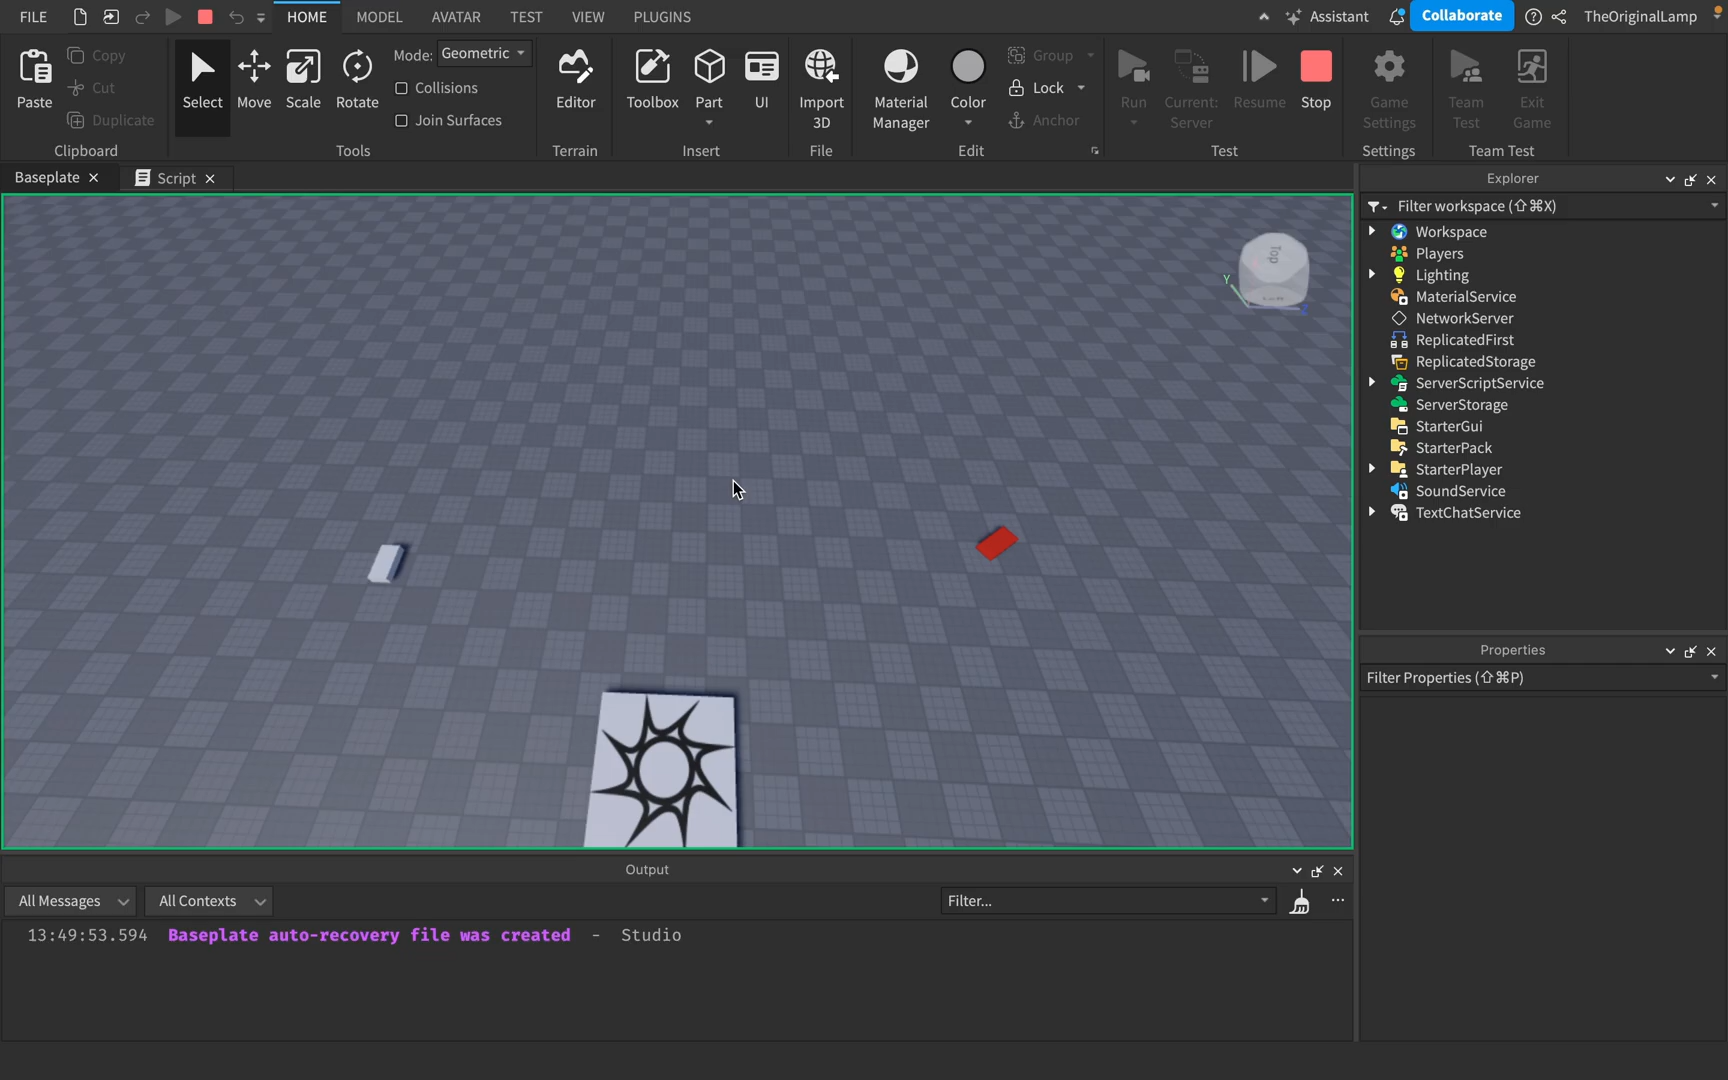 FILE HOME MODEL AVATAR TEST VIEW PLUGINS Assistant Collaborate TheOriginalLamp
Paste Copy Cut Duplicate
Clipboard
Select Move Scale Rotate Mode: Geometric
Collisions
Join Surfaces
Tools
Editor
Terrain
Toolbox Part UI
Insert
Import
3D
File
Material
Manager
Color
Group
Lock
Anchor
Edit
Run Current:
Server
Resume Stop
Test
Game
Settings
Settings
Team
Test
Exit
Game
Team Test
Baseplate Script
Top
Y
Z
Explorer
Filter workspace (⇧⌘X)
Workspace
Players
Lighting
MaterialService
NetworkServer
ReplicatedFirst
ReplicatedStorage
ServerScriptService
ServerStorage
StarterGui
StarterPack
StarterPlayer
SoundService
TextChatService
Properties
Filter Properties (⇧⌘P)
Output
All Messages All Contexts Filter...
13:49:53.594 Baseplate auto-recovery file was created - Studio